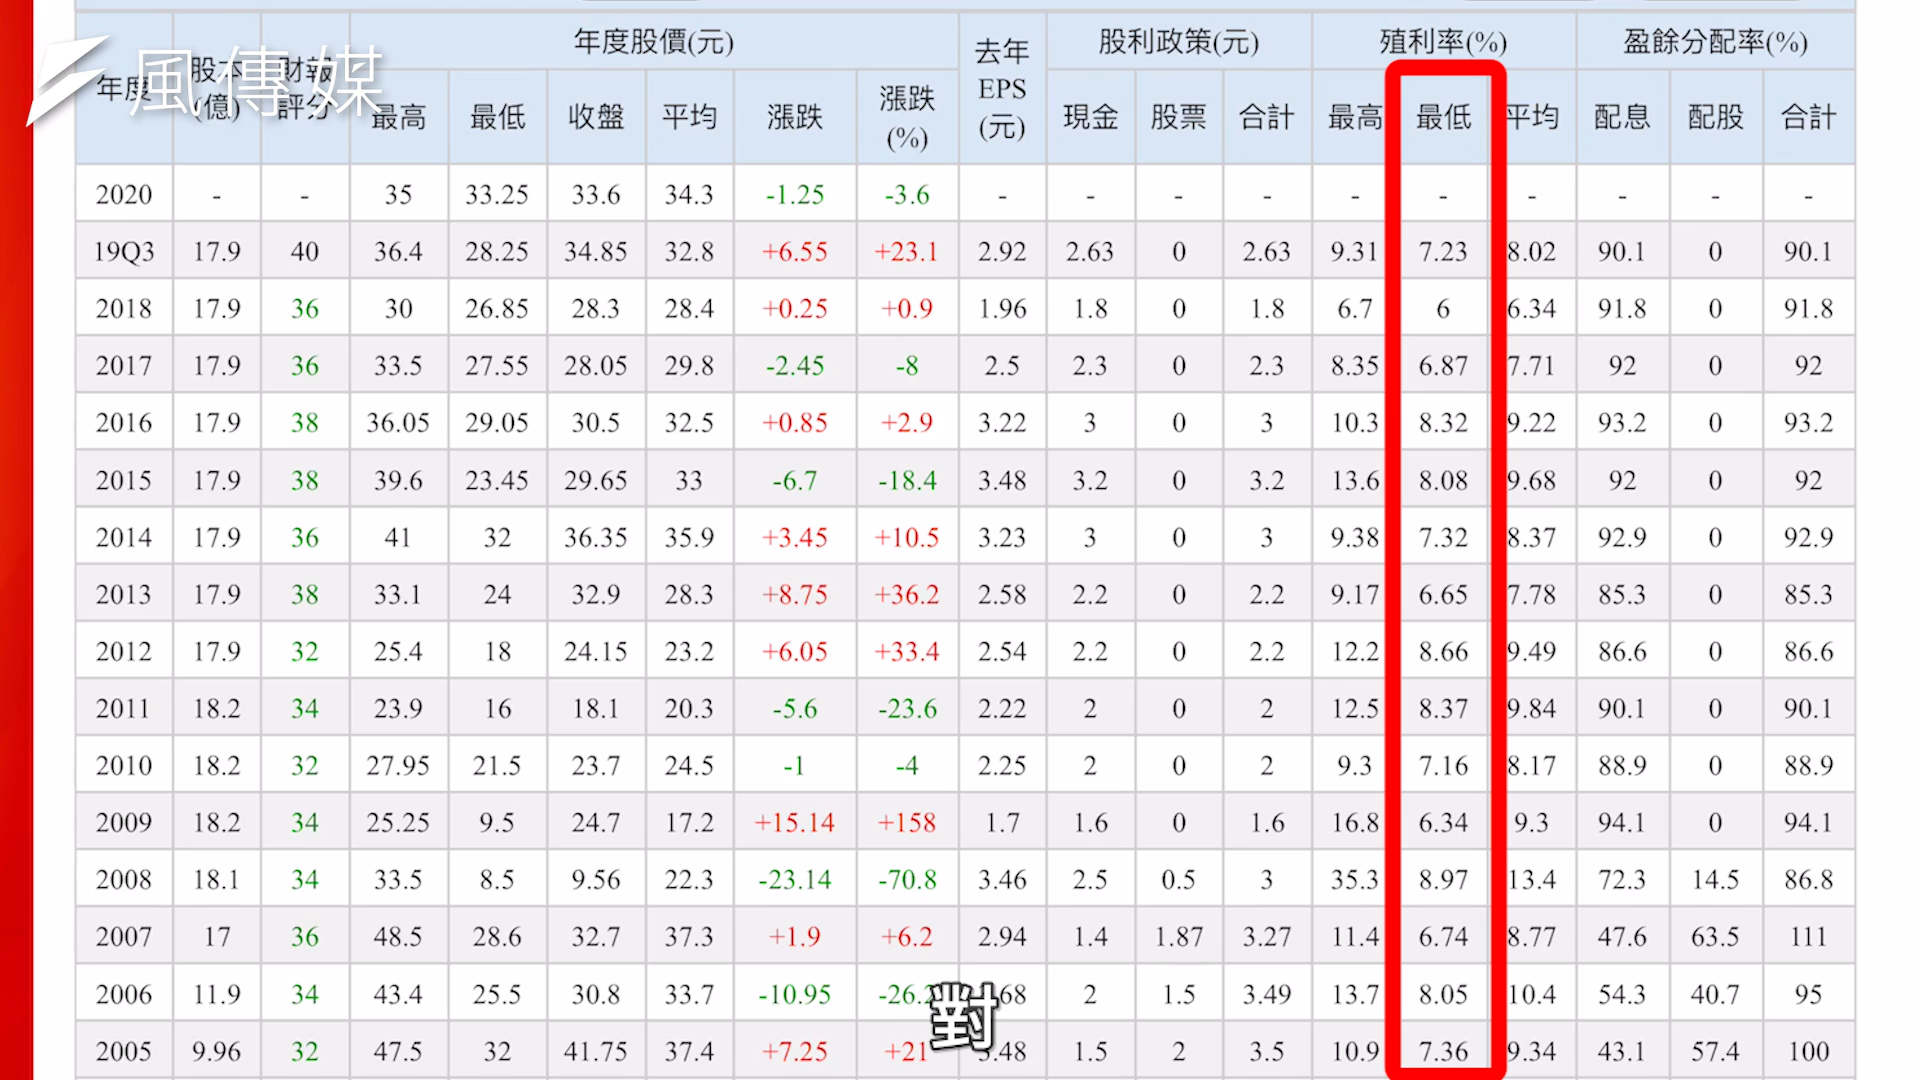 風傳媒
年度 股本(億) 財報評分 年度股價(元) 去年EPS(元) 股利政策(元) 殖利率(%) 盈餘分配率(%)
最高 最低 收盤 平均 漲跌 漲跌(%) 現金 股票 合計 最高 最低 平均 配息 配股 合計
2020 - - 35 33.25 33.6 34.3 -1.25 -3.6 - - - - - - - - - -
19Q3 17.9 40 36.4 28.25 34.85 32.8 +6.55 +23.1 2.92 2.63 0 2.63 9.31 7.23 8.02 90.1 0 90.1
2018 17.9 36 30 26.85 28.3 28.4 +0.25 +0.9 1.96 1.8 0 1.8 6.7 6 6.34 91.8 0 91.8
2017 17.9 36 33.5 27.55 28.05 29.8 -2.45 -8 2.5 2.3 0 2.3 8.35 6.87 7.71 92 0 92
2016 17.9 38 36.05 29.05 30.5 32.5 +0.85 +2.9 3.22 3 0 3 10.3 8.32 9.22 93.2 0 93.2
2015 17.9 38 39.6 23.45 29.65 33 -6.7 -18.4 3.48 3.2 0 3.2 13.6 8.08 9.68 92 0 92
2014 17.9 36 41 32 36.35 35.9 +3.45 +10.5 3.23 3 0 3 9.38 7.32 8.37 92.9 0 92.9
2013 17.9 38 33.1 24 32.9 28.3 +8.75 +36.2 2.58 2.2 0 2.2 9.17 6.65 7.78 85.3 0 85.3
2012 17.9 32 25.4 18 24.15 23.2 +6.05 +33.4 2.54 2.2 0 2.2 12.2 8.66 9.49 86.6 0 86.6
2011 18.2 34 23.9 16 18.1 20.3 -5.6 -23.6 2.22 2 0 2 12.5 8.37 9.84 90.1 0 90.1
2010 18.2 32 27.95 21.5 23.7 24.5 -1 -4 2.25 2 0 2 9.3 7.16 8.17 88.9 0 88.9
2009 18.2 34 25.25 9.5 24.7 17.2 +15.14 +158 1.7 1.6 0 1.6 16.8 6.34 9.3 94.1 0 94.1
2008 18.1 34 33.5 8.5 9.56 22.3 -23.14 -70.8 3.46 2.5 0.5 3 35.3 8.97 13.4 72.3 14.5 86.8
2007 17 36 48.5 28.6 32.7 37.3 +1.9 +6.2 2.94 1.4 1.87 3.27 11.4 6.74 8.77 47.6 63.5 111
2006 11.9 34 43.4 25.5 30.8 33.7 -10.95 2 1.5 3.49 13.7 8.05 10.4 54.3 40.7 95
2005 9.96 32 47.5 32 41.75 37.4 +7.25 +21 1.5 2 3.5 10.9 7.36 9.34 43.1 57.4 100
對